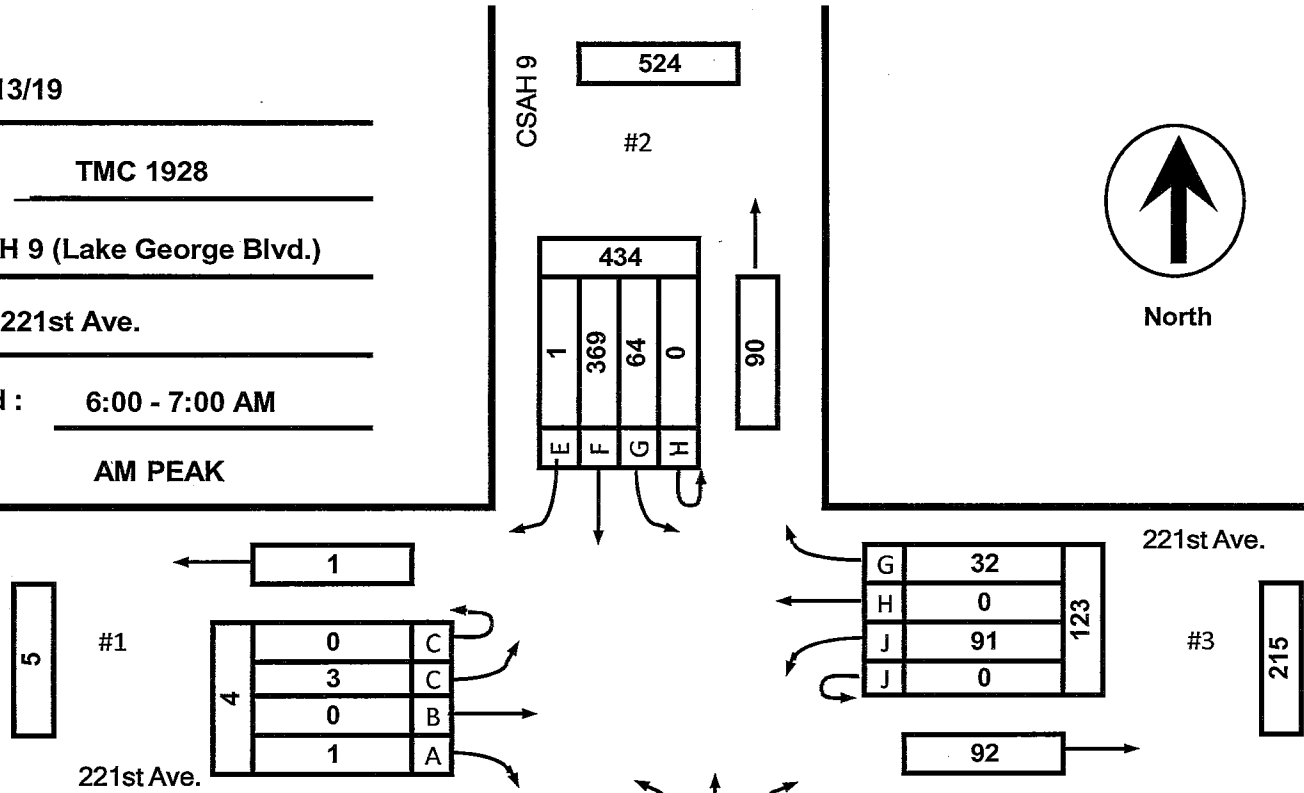 13/19
TMC 1928
H 9 (Lake George Blvd.)
221st Ave.
d : 6:00 - 7:00 AM
AM PEAK
CSAH 9
524
#2
434
1 369 64 0
E F G H
90
North
1
5
#1
4
0 C
3 C
0 B
1 A
221st Ave.
221st Ave.
G 32
H 0
J 91
J 0
123
#3
215
92